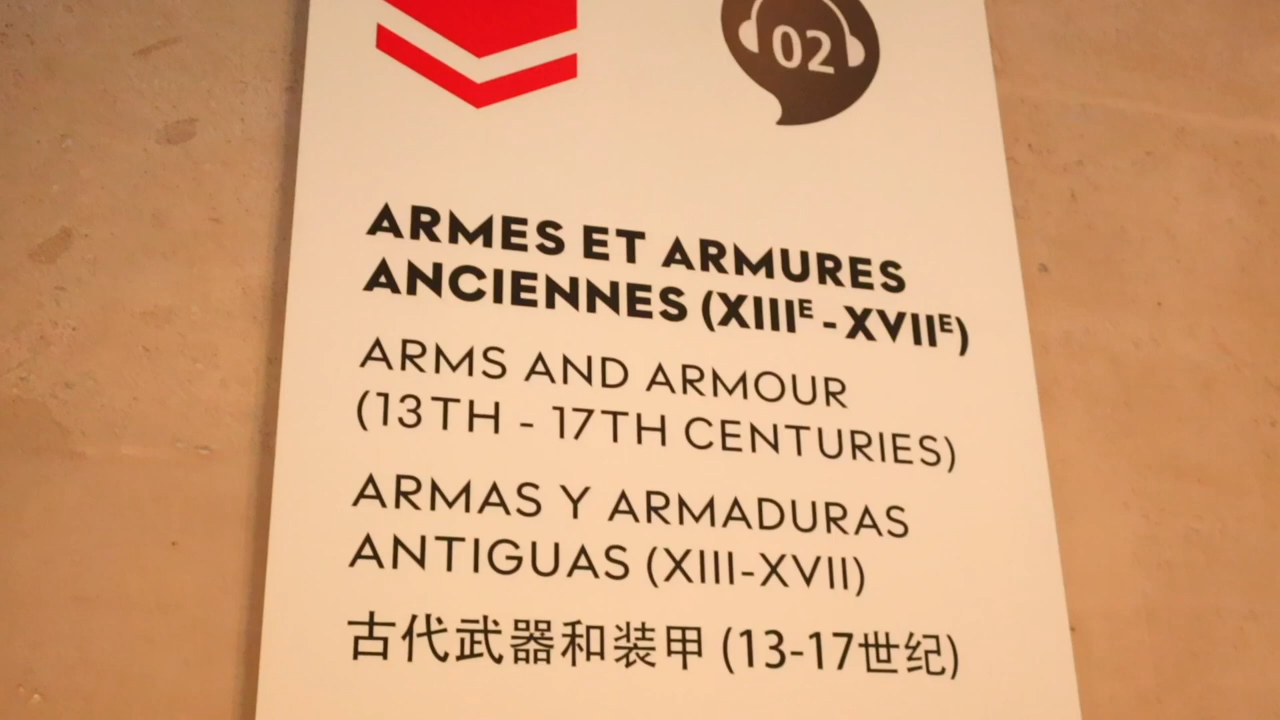 02
ARMES ET ARMURES
ANCIENNES (XIIIᴱ - XVIIᴱ)
ARMS AND ARMOUR
(13TH - 17TH CENTURIES)
ARMAS Y ARMADURAS
ANTIGUAS (XIII-XVII)
古代武器和装甲 (13-17世纪)